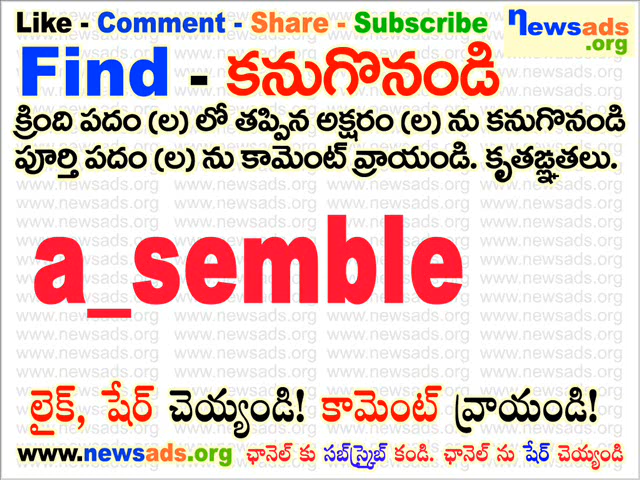 Like - Comment - Share - Subscribe
newsads
.org
Find - కనుగొనండి
క్రింది పదం (ల) లో తప్పిన అక్షరం (ల) ను కనుగొనండి
పూర్తి పదం (ల) ను కామెంట్ వ్రాయండి. కృతజ్ఞతలు.
a_semble
లైక్, షేర్ చెయ్యండి! కామెంట్ వ్రాయండి!
www.newsads.org ఛానెల్ కు సబ్‌స్క్రైబ్ కండి. ఛానెల్ ను షేర్ చెయ్యండి